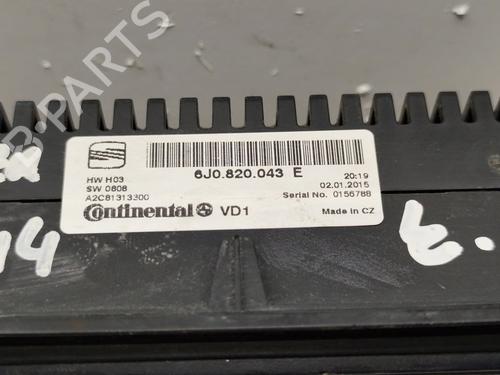 B-PARTS
6J0.820.043 E
HW H03
20:19
SW 0808
02.01.2015
A2C81313300
Serial No. 0156788
Continental VD1
Made in CZ
14
E.